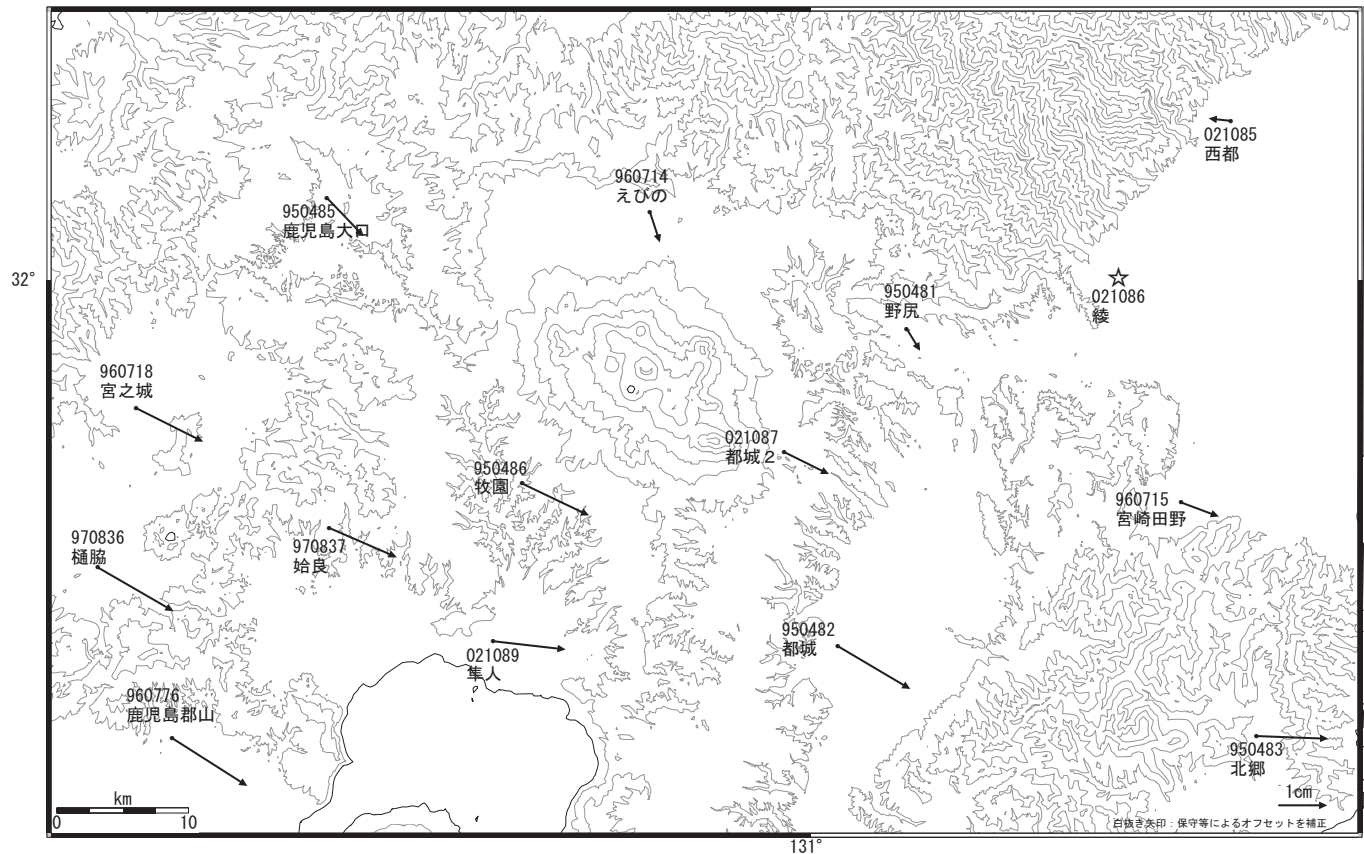 021085
西都
960714
えびの
950485
鹿児島大口
32°
950481
野尻
021086
綾
960718
宮之城
021087
都城2
950486
牧園
960715
宮崎田野
970836
樋脇
970837
姶良
950482
都城
021089
隼人
960776
鹿児島郡山
950483
北郷
km
0 10
1cm
白抜き矢印：保守等によるオフセットを補正
131°